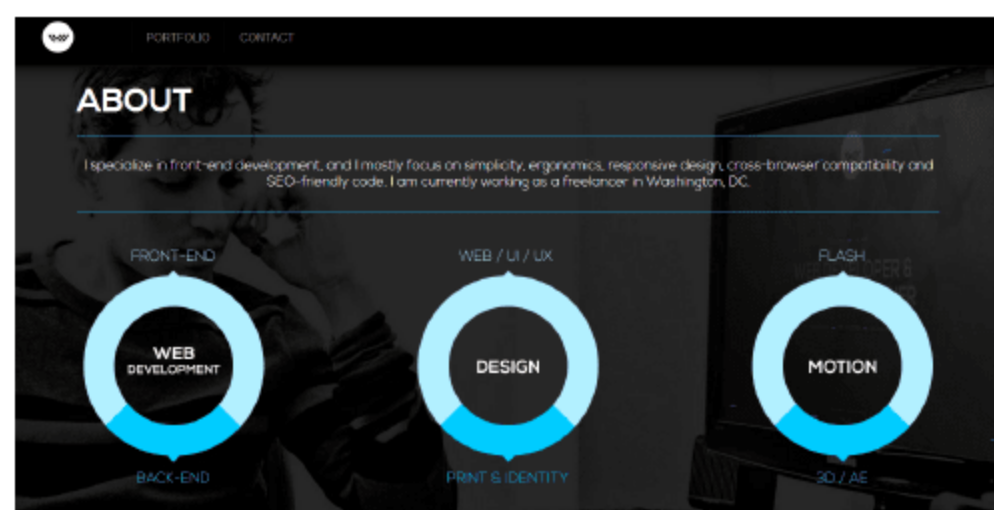 PORTFOLIO CONTACT
ABOUT
I specialize in front-end development, and I mostly focus on simplicity, ergonomics, responsive design, cross-browser compatibility and
SEO-friendly code. I am currently working as a freelancer in Washington, DC.
FRONT-END WEB / UI / UX FLASH
WEB
DEVELOPMENT
DESIGN
MOTION
BACK-END PRINT & IDENTITY 3D / AE